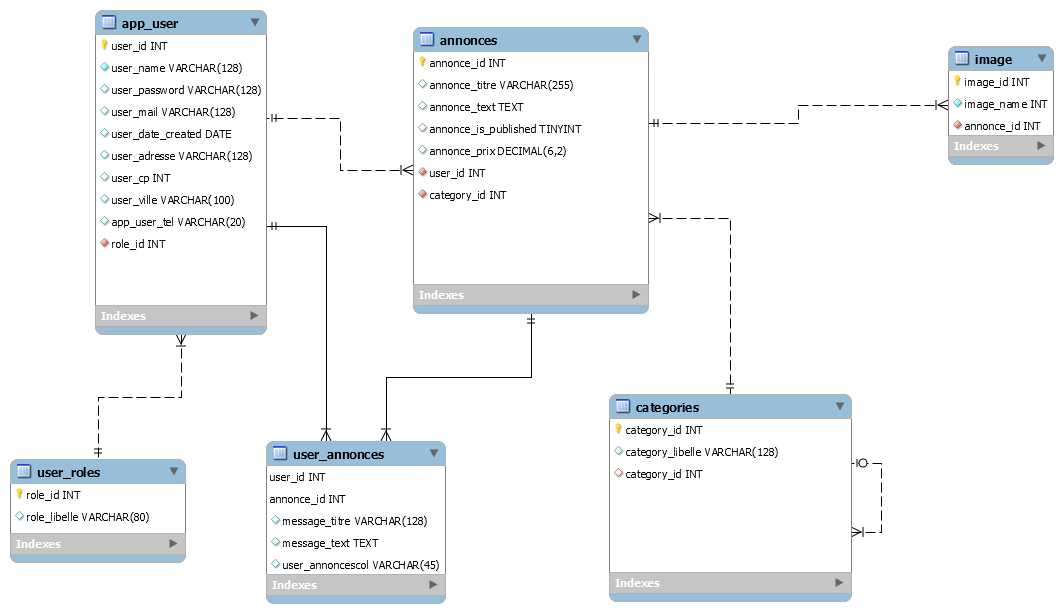 app_user
user_id INT
user_name VARCHAR(128)
user_password VARCHAR(128)
user_mail VARCHAR(128)
user_date_created DATE
user_adresse VARCHAR(128)
user_cp INT
user_ville VARCHAR(100)
app_user_tel VARCHAR(20)
role_id INT
Indexes
annonces
annonce_id INT
annonce_titre VARCHAR(255)
annonce_text TEXT
annonce_is_published TINYINT
annonce_prix DECIMAL(6,2)
user_id INT
category_id INT
Indexes
image
image_id INT
image_name INT
annonce_id INT
Indexes
user_roles
role_id INT
role_libelle VARCHAR(80)
Indexes
user_annonces
user_id INT
annonce_id INT
message_titre VARCHAR(128)
message_text TEXT
user_annoncescol VARCHAR(45)
Indexes
categories
category_id INT
category_libelle VARCHAR(128)
category_id INT
Indexes